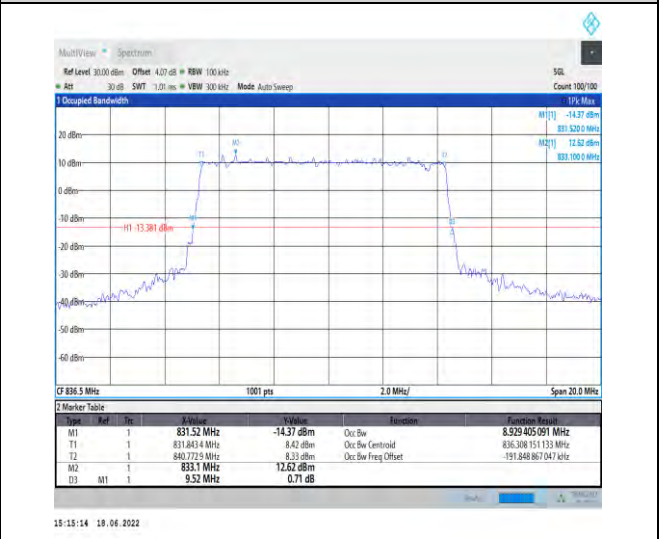 MultiView Spectrum
Ref Level 30.00 dBm Offset 4.07 dB RBW 100 kHz SGL
Att 30 dB SWT 1.01 ms VBW 300 kHz Mode Auto Sweep Count 100/100
1 Occupied Bandwidth 1Pk Max
M1[1] -14.37 dBm
831.520 0 MHz
M2[1] 12.62 dBm
833.100 0 MHz
20 dBm
M2
10 dBm
T1
0 dBm
-10 dBm
H1 -13.381 dBm
-20 dBm
-30 dBm
-40 dBm
-50 dBm
-60 dBm
CF 836.5 MHz 1001 pts 2.0 MHz/ Span 20.0 MHz
2 Marker Table
Type Ref Trc X-Value Y-Value Function Function Result
M1 1 831.52 MHz -14.37 dBm Occ Bw 8.929 405 091 MHz
T1 1 831.843 4 MHz 8.42 dBm Occ Bw Centroid 836.308 151 133 MHz
T2 1 840.772 9 MHz 8.33 dBm Occ Bw Freq Offset -191.848 867 047 kHz
M2 1 833.1 MHz 12.62 dBm
D3 M1 1 9.52 MHz 0.71 dB
15:15:14 18.06.2022